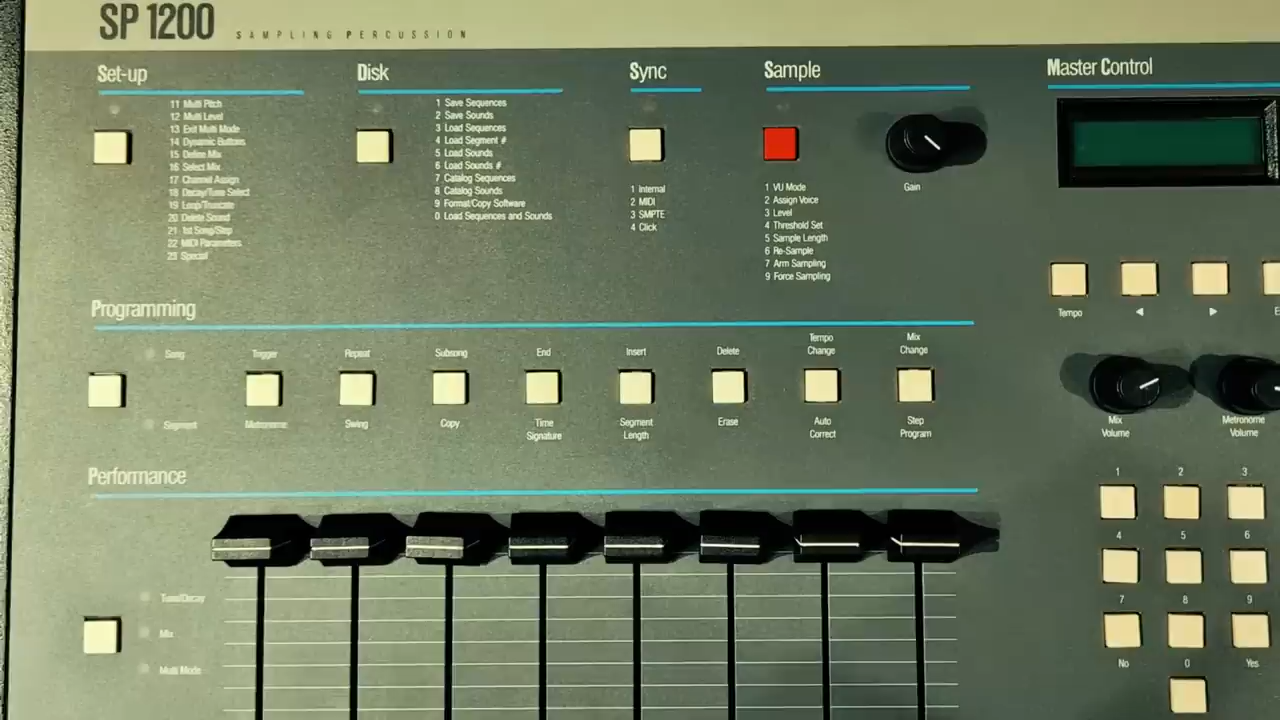 SP 1200 SAMPLING PERCUSSION
Set-up
11 Multi Pitch
12 Multi Level
13 Exit Multi Mode
14 Dynamic Buttons
15 Define Mix
16 Select Mix
17 Channel Assign
18 Decay/Tune Select
19 Loop/Truncate
20 Delete Sound
21 1st Song/Step
22 MIDI Parameters
23 Special
Disk
1 Save Sequences
2 Save Sounds
3 Load Sequences
4 Load Segment #
5 Load Sounds
6 Load Sounds #
7 Catalog Sequences
8 Catalog Sounds
9 Format/Copy Software
0 Load Sequences and Sounds
Sync
1 Internal
2 MIDI
3 SMPTE
4 Click
Sample
Gain
1 VU Mode
2 Assign Voice
3 Level
4 Threshold Set
5 Sample Length
6 Re-Sample
7 Arm Sampling
9 Force Sampling
Master Control
Tempo ◀ ▶ E
Mix Volume
Metronome Volume
1 2 3
4 5 6
7 8 9
No 0 Yes
Programming
Song Trigger Repeat Subsong End Insert Delete Tempo Change Mix Change
Segment Metronome Swing Copy Time Signature Segment Length Erase Auto Correct Step Program
Performance
Tune/Decay
Mix
Multi Mode